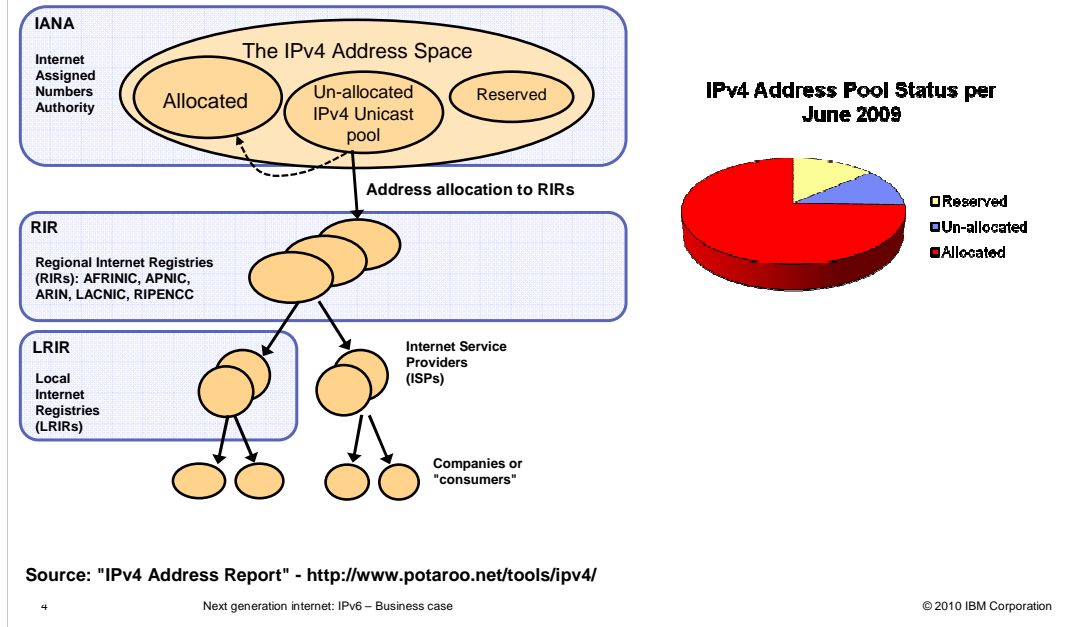 IANA
Internet
Assigned
Numbers
Authority
The IPv4 Address Space
Allocated
Un-allocated
IPv4 Unicast
pool
Reserved
Address allocation to RIRs
RIR
Regional Internet Registries
(RIRs): AFRINIC, APNIC,
ARIN, LACNIC, RIPENCC
LRIR
Local
Internet
Registries
(LRIRs)
Internet Service
Providers
(ISPs)
Companies or
"consumers"
IPv4 Address Pool Status per
June 2009
Reserved
Un-allocated
Allocated
Source: "IPv4 Address Report" - http://www.potaroo.net/tools/ipv4/
4
Next generation internet: IPv6 – Business case
© 2010 IBM Corporation